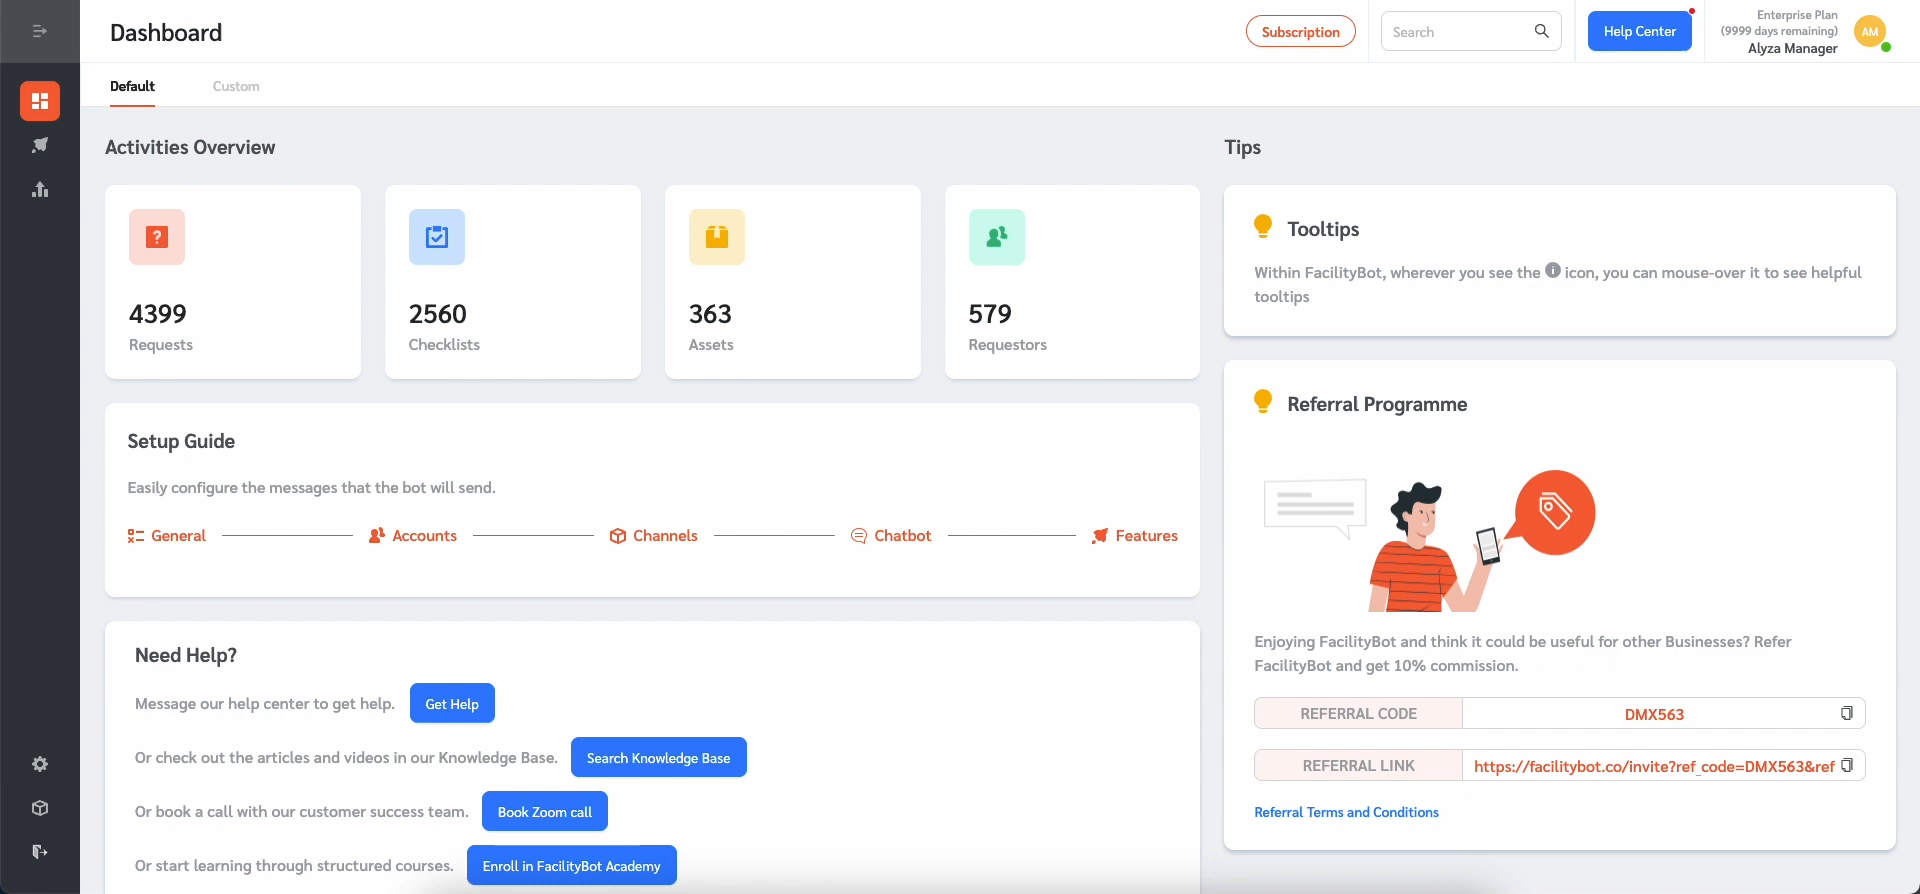 Dashboard
Subscription
Search
Help Center
Enterprise Plan
(9999 days remaining)
Alyza Manager
AM
Default
Custom
Activities Overview
4399
Requests
2560
Checklists
363
Assets
579
Requestors
Setup Guide
Easily configure the messages that the bot will send.
General
Accounts
Channels
Chatbot
Features
Need Help?
Message our help center to get help.
Get Help
Or check out the articles and videos in our Knowledge Base.
Search Knowledge Base
Or book a call with our customer success team.
Book Zoom call
Or start learning through structured courses.
Enroll in FacilityBot Academy
Tips
Tooltips
Within FacilityBot, wherever you see the icon, you can mouse-over it to see helpful
tooltips
Referral Programme
Enjoying FacilityBot and think it could be useful for other Businesses? Refer
FacilityBot and get 10% commission.
REFERRAL CODE
DMX563
REFERRAL LINK
https://facilitybot.co/invite?ref_code=DMX563&ref
Referral Terms and Conditions